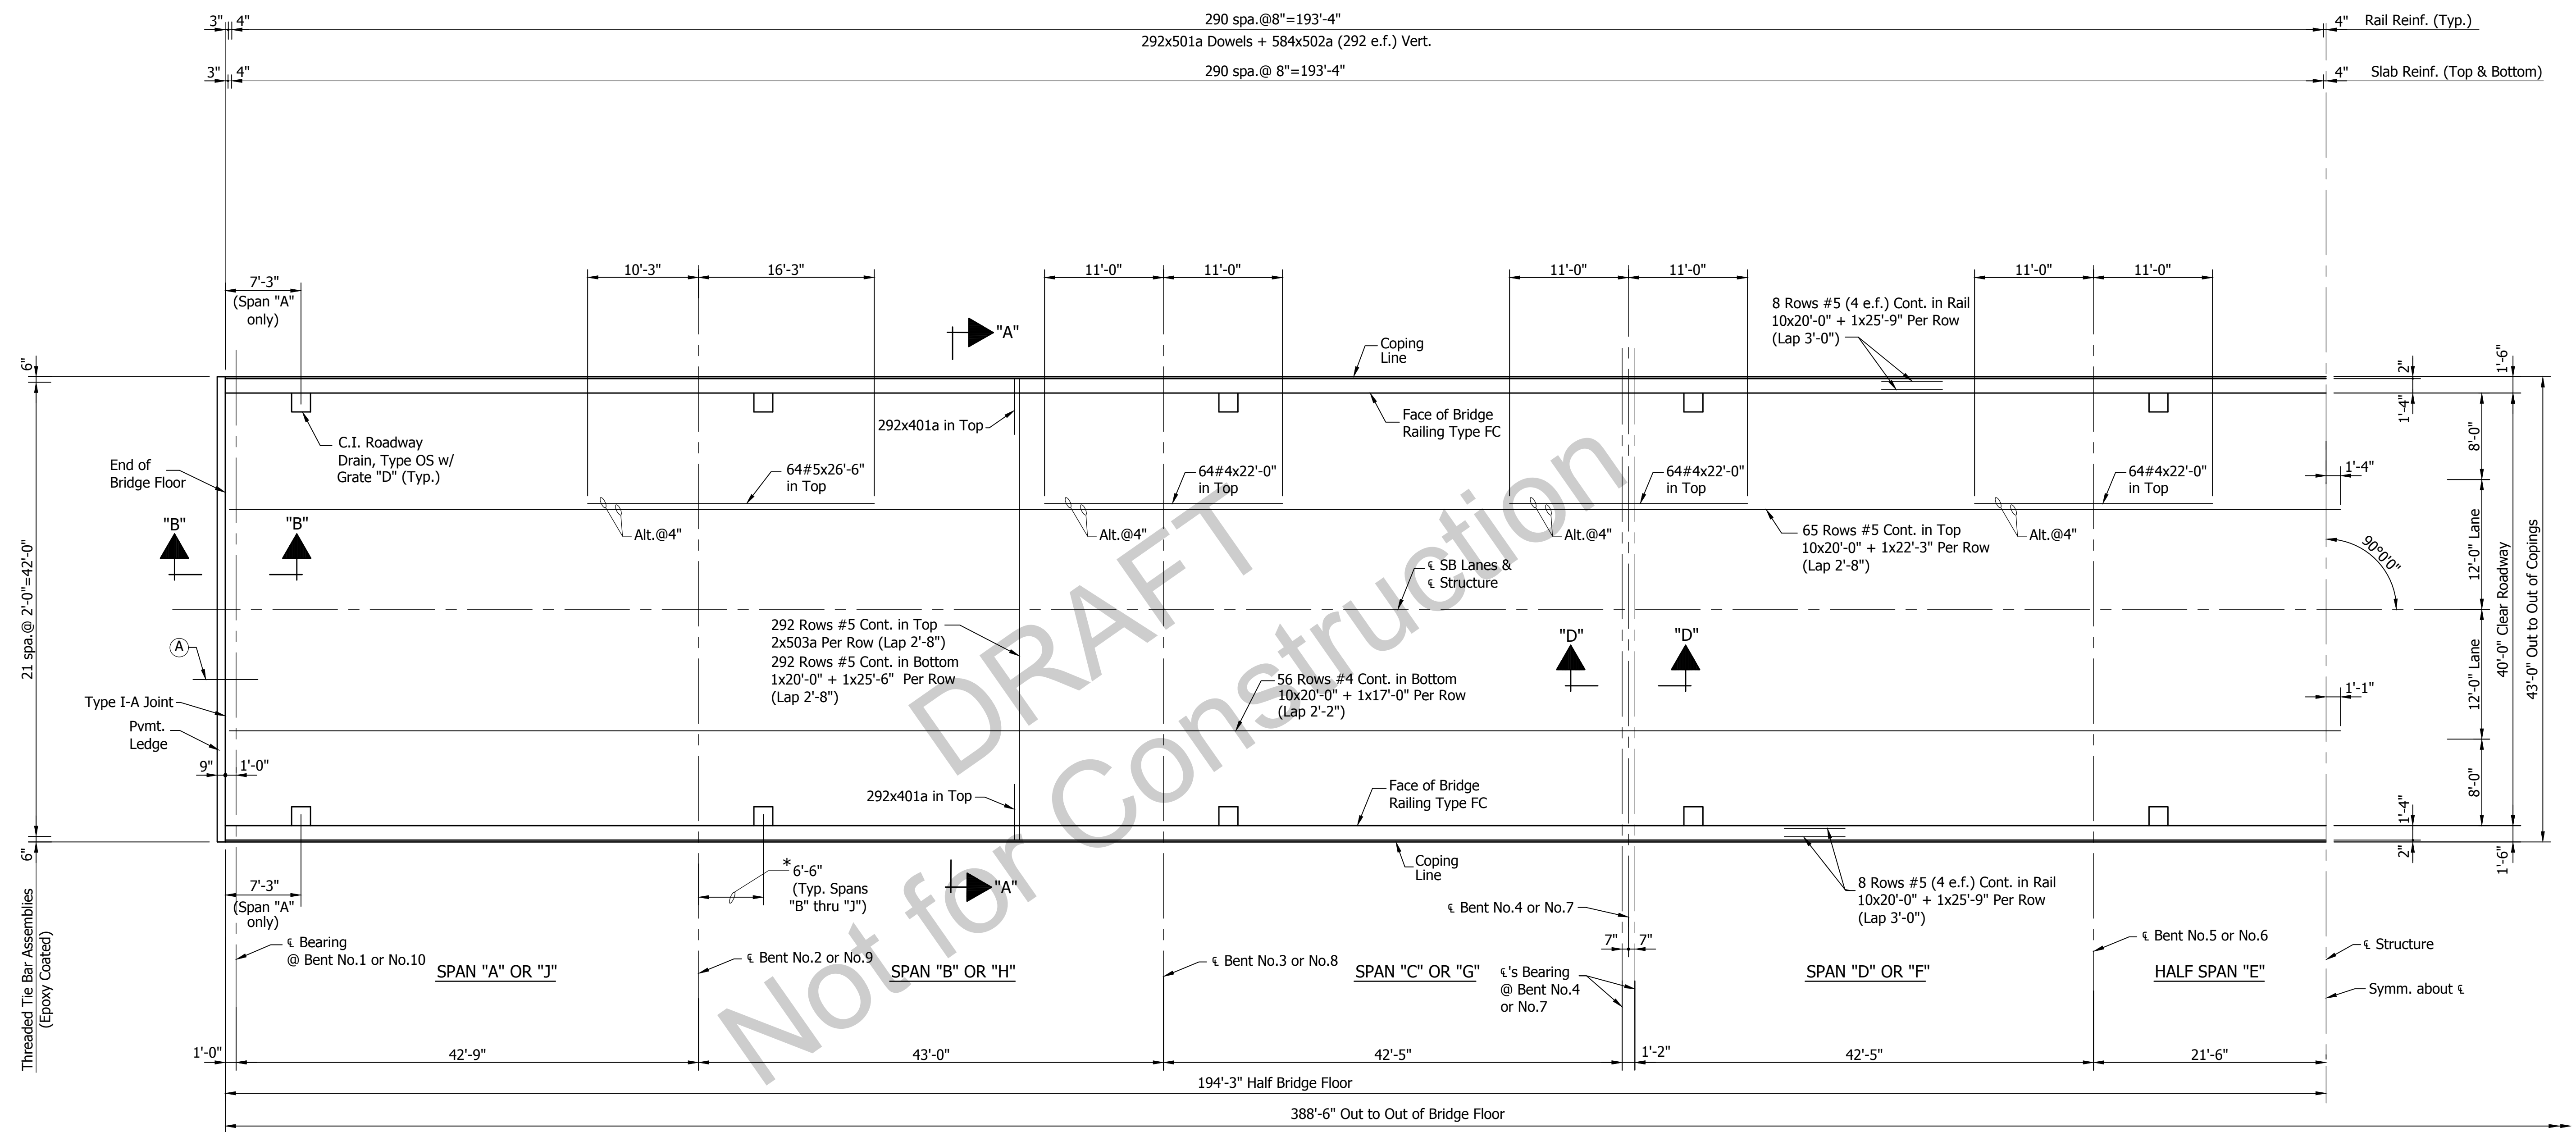 3" 4" 290 spa.@8"=193'-4" 4" Rail Reinf. (Typ.)
292x501a Dowels + 584x502a (292 e.f.) Vert.
3" 4" 290 spa.@ 8"=193'-4" 4" Slab Reinf. (Top & Bottom)
10'-3" 16'-3" 11'-0" 11'-0" 11'-0" 11'-0" 11'-0" 11'-0"
7'-3"
(Span "A"
only)
8 Rows #5 (4 e.f.) Cont. in Rail
10x20'-0" + 1x25'-9" Per Row
(Lap 3'-0")
"A"
Coping
Line
6"
2"
1'-6"
1'-4"
Face of Bridge
Railing Type FC
292x401a in Top
C.I. Roadway
Drain, Type OS w/
Grate "D" (Typ.)
End of
Bridge Floor
64#5x26'-6"
in Top
64#4x22'-0"
in Top
64#4x22'-0"
in Top
64#4x22'-0"
in Top
8'-0"
1'-4"
"B" "B"
Alt.@4" Alt.@4" Alt.@4" Alt.@4"
65 Rows #5 Cont. in Top
10x20'-0" + 1x22'-3" Per Row
(Lap 2'-8")
℄ SB Lanes &
℄ Structure
90°0'0"
12'-0" Lane
40'-0" Clear Roadway
43'-0" Out to Out of Copings
21 spa.@ 2'-0"=42'-0"
DRAFT
Not for Construction
292 Rows #5 Cont. in Top
2x503a Per Row (Lap 2'-8")
292 Rows #5 Cont. in Bottom
1x20'-0" + 1x25'-6" Per Row
(Lap 2'-8")
"D" "D"
A
56 Rows #4 Cont. in Bottom
10x20'-0" + 1x17'-0" Per Row
(Lap 2'-2")
12'-0" Lane
1'-1"
Type I-A Joint
Pvmt.
Ledge
9" 1'-0"
8'-0"
292x401a in Top
Face of Bridge
Railing Type FC
1'-4"
2"
1'-6"
6"
Threaded Tie Bar Assemblies
(Epoxy Coated)
7'-3"
(Span "A"
only)
*
6'-6"
(Typ. Spans
"B" thru "J")
"A"
Coping
Line
8 Rows #5 (4 e.f.) Cont. in Rail
10x20'-0" + 1x25'-9" Per Row
(Lap 3'-0")
℄ Bent No.4 or No.7
7" 7"
℄ Bearing
@ Bent No.1 or No.10
℄ Bent No.2 or No.9
℄ Bent No.3 or No.8
℄'s Bearing
@ Bent No.4
or No.7
℄ Bent No.5 or No.6
℄ Structure
Symm. about ℄
SPAN "A" OR "J" SPAN "B" OR "H" SPAN "C" OR "G" SPAN "D" OR "F" HALF SPAN "E"
1'-0" 42'-9" 43'-0" 42'-5" 1'-2" 42'-5" 21'-6"
194'-3" Half Bridge Floor
388'-6" Out to Out of Bridge Floor